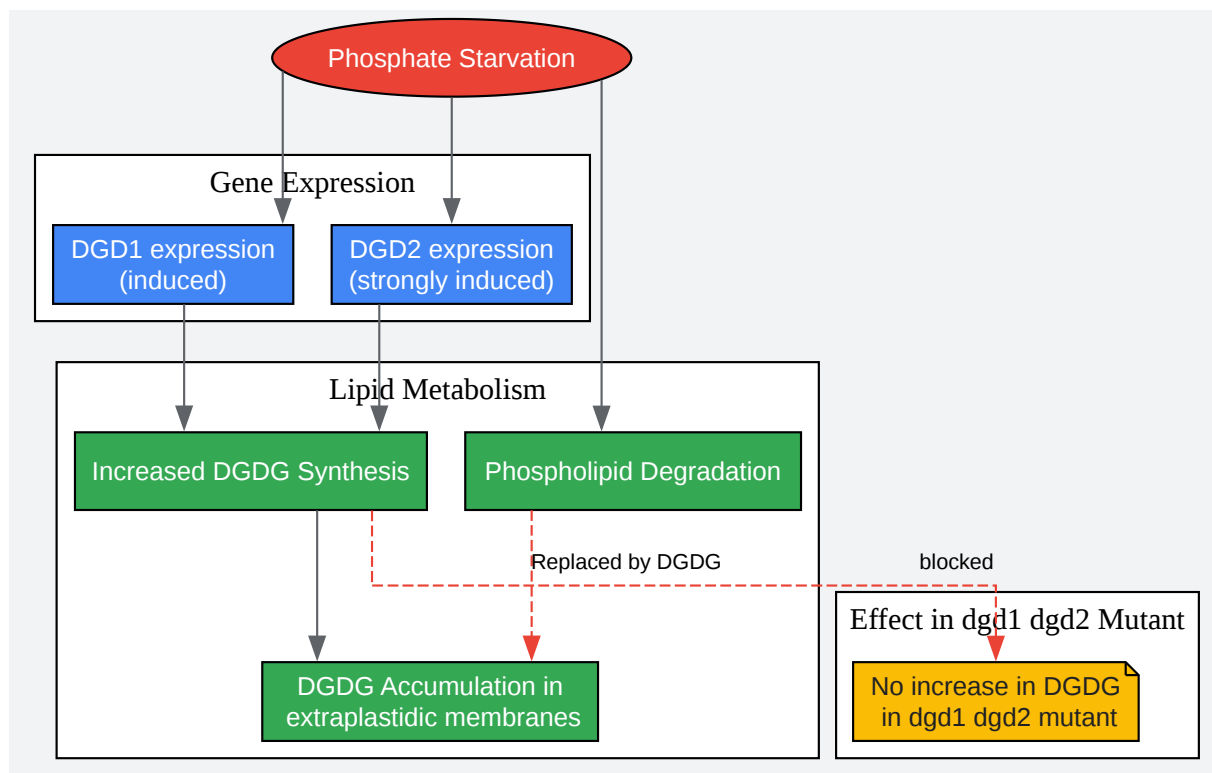 Phosphate Starvation
Gene Expression
DGD1 expression
(induced)
DGD2 expression
(strongly induced)
Lipid Metabolism
Increased DGDG Synthesis
Phospholipid Degradation
Replaced by DGDG
blocked
Effect in dgd1 dgd2 Mutant
DGDG Accumulation in
extraplastidic membranes
No increase in DGDG
in dgd1 dgd2 mutant